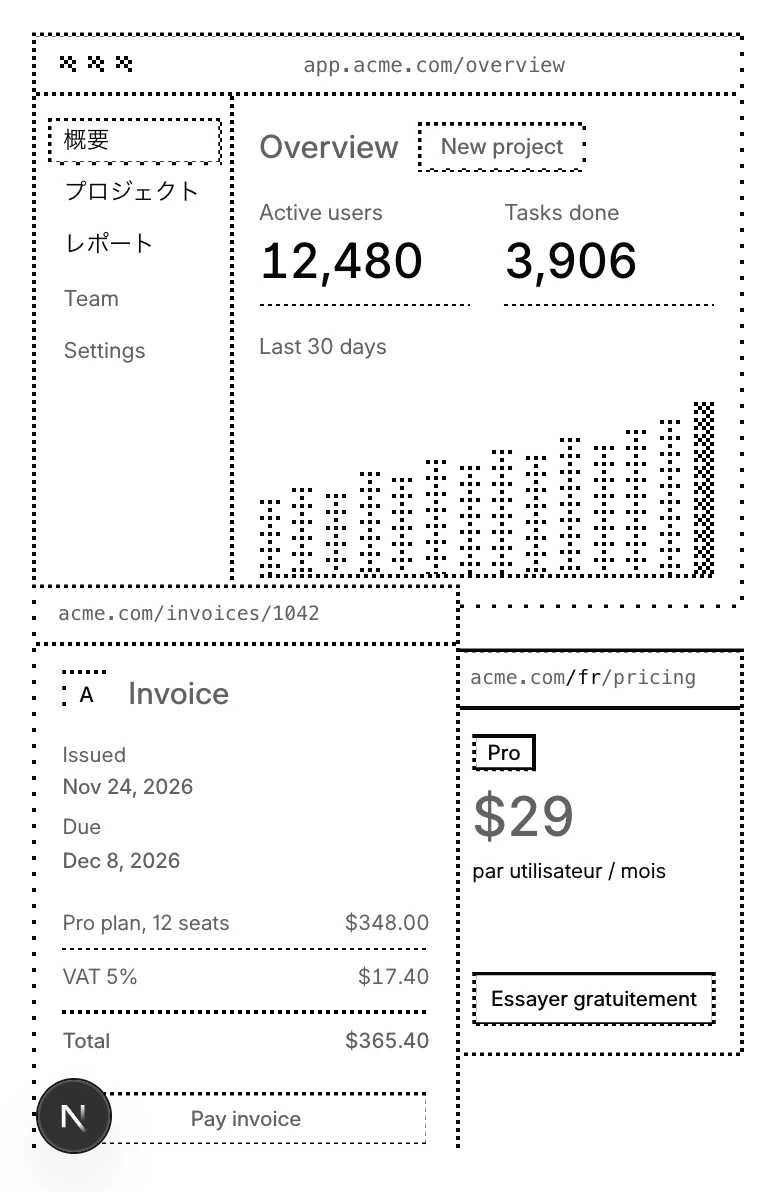 app.acme.com/overview
概要
プロジェクト
レポート
Team
Settings
Overview
New project
Active users
12,480
Tasks done
3,906
Last 30 days
acme.com/invoices/1042
A
Invoice
Issued
Nov 24, 2026
Due
Dec 8, 2026
Pro plan, 12 seats $348.00
VAT 5% $17.40
Total $365.40
Pay invoice
N
acme.com/fr/pricing
Pro
$29
par utilisateur / mois
Essayer gratuitement